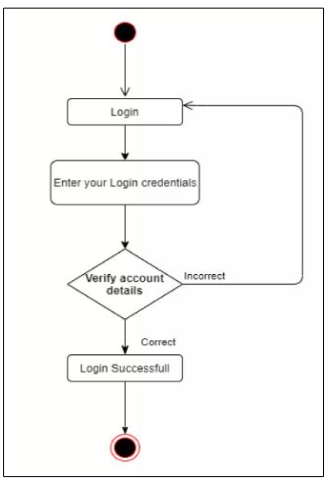 Login
Enter your Login credentials
Verify account
details
Incorrect
Correct
Login Successfull